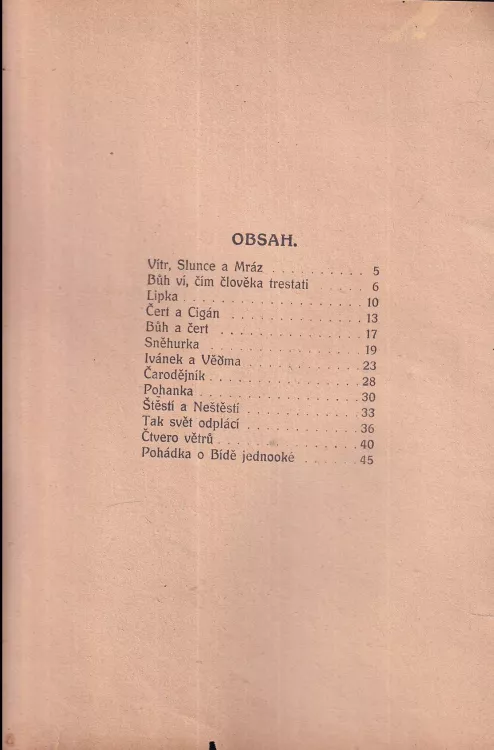 OBSAH.
Vítr, Slunce a Mráz . . . . . . . . . . 5
Bůh ví, čím člověka trestati . . . 6
Lipka . . . . . . . . . . . . . . . . . . . 10
Čert a Cigán . . . . . . . . . . . . . . 13
Bůh a čert . . . . . . . . . . . . . . . 17
Sněhurka . . . . . . . . . . . . . . . . 19
Ivánek a Věďma . . . . . . . . . . . . 23
Čarodějník . . . . . . . . . . . . . . . 28
Pohanka . . . . . . . . . . . . . . . . . 30
Štěstí a Neštěstí . . . . . . . . . . . 33
Tak svět odplácí . . . . . . . . . . . 36
Čtvero větrů . . . . . . . . . . . . . . 40
Pohádka o Bídě jednooké . . . . . . 45